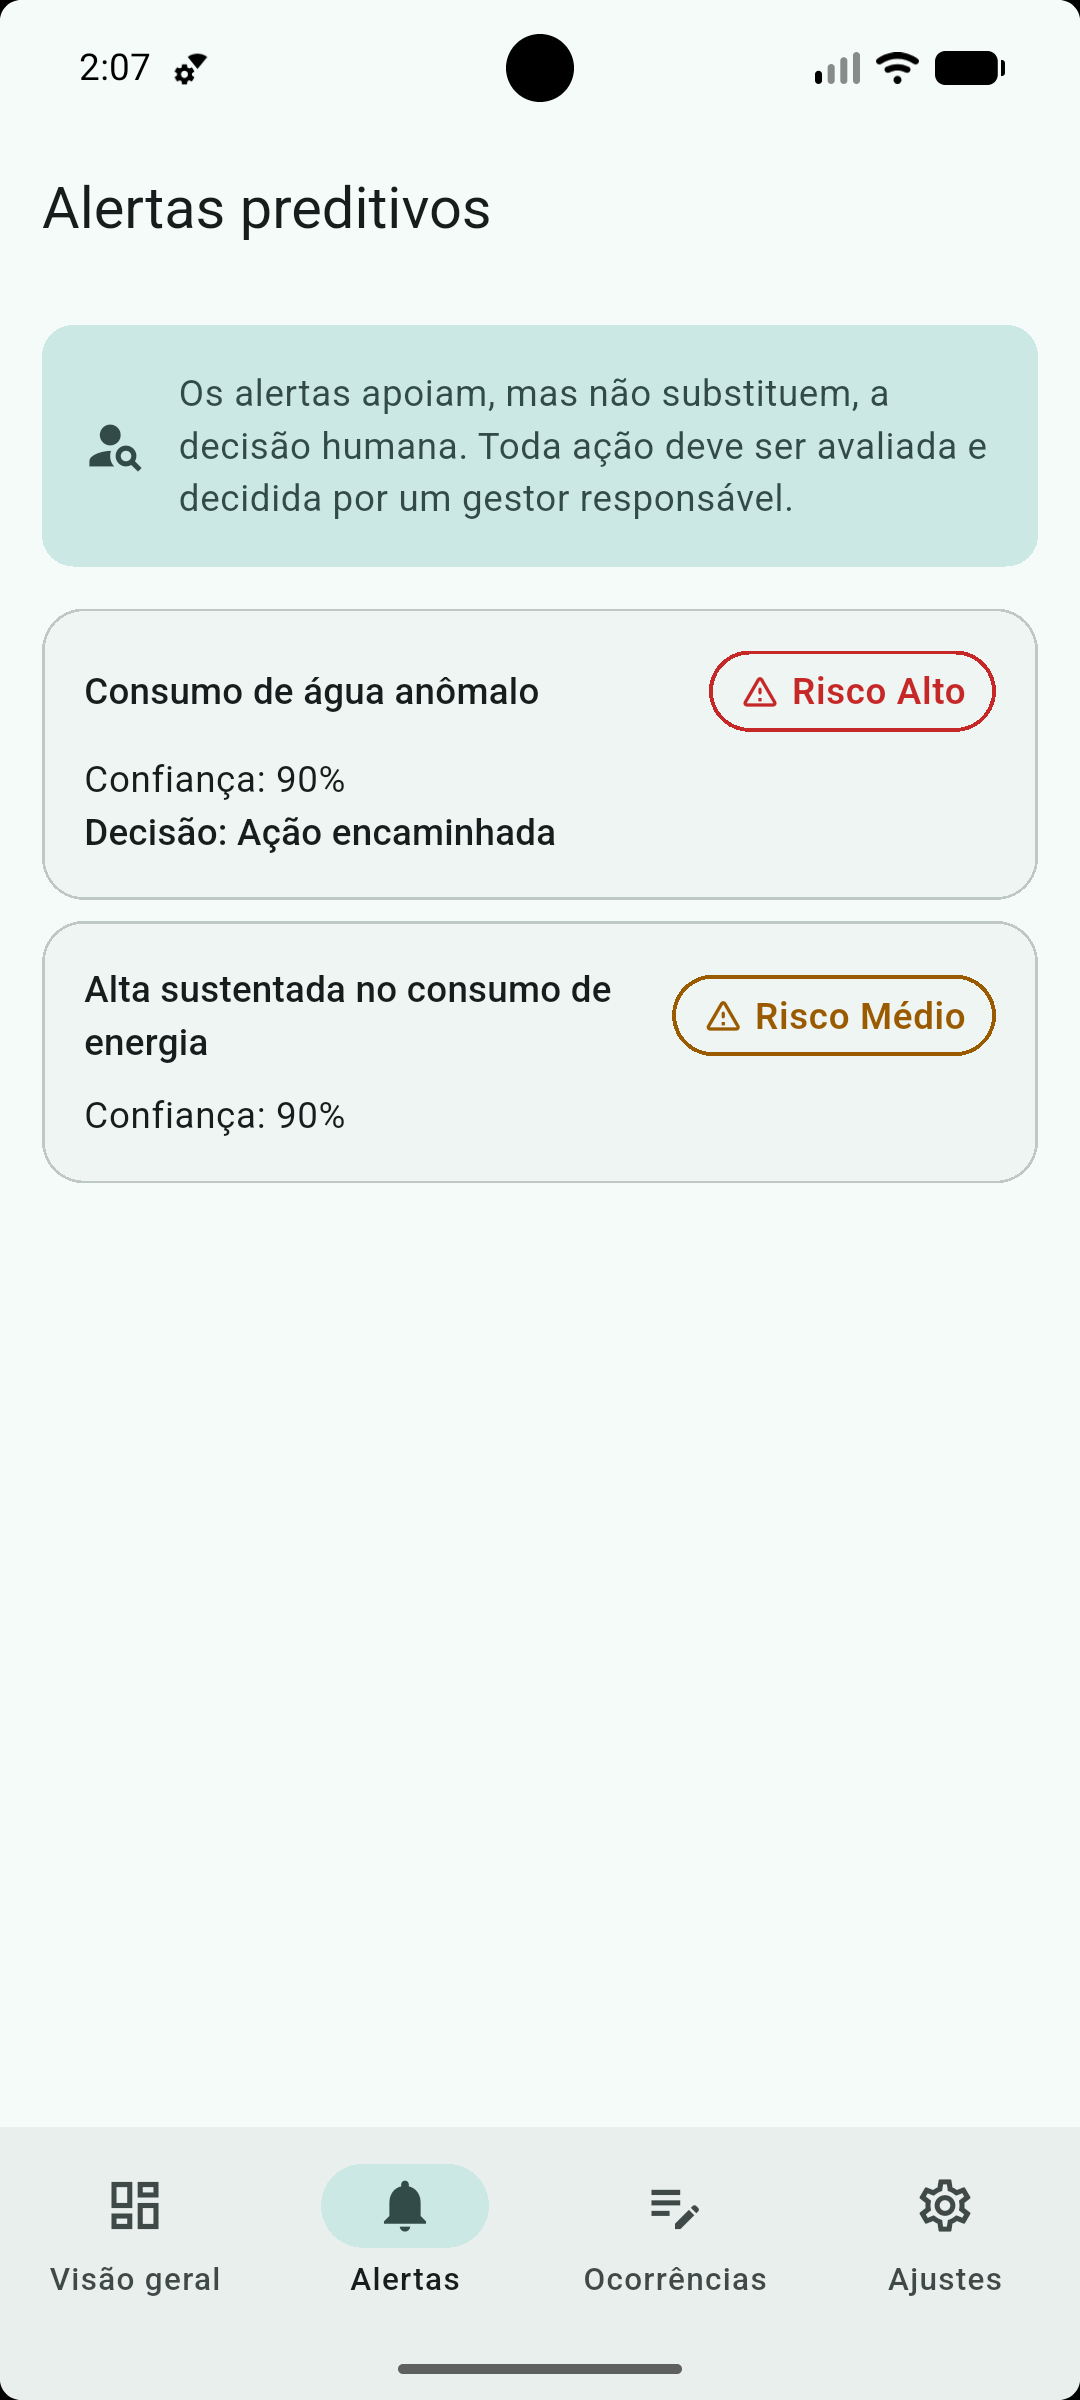 2:07
Alertas preditivos
Os alertas apoiam, mas não substituem, a
decisão humana. Toda ação deve ser avaliada e
decidida por um gestor responsável.
Consumo de água anômalo
Risco Alto
Confiança: 90%
Decisão: Ação encaminhada
Alta sustentada no consumo de
energia
Risco Médio
Confiança: 90%
Visão geral
Alertas
Ocorrências
Ajustes